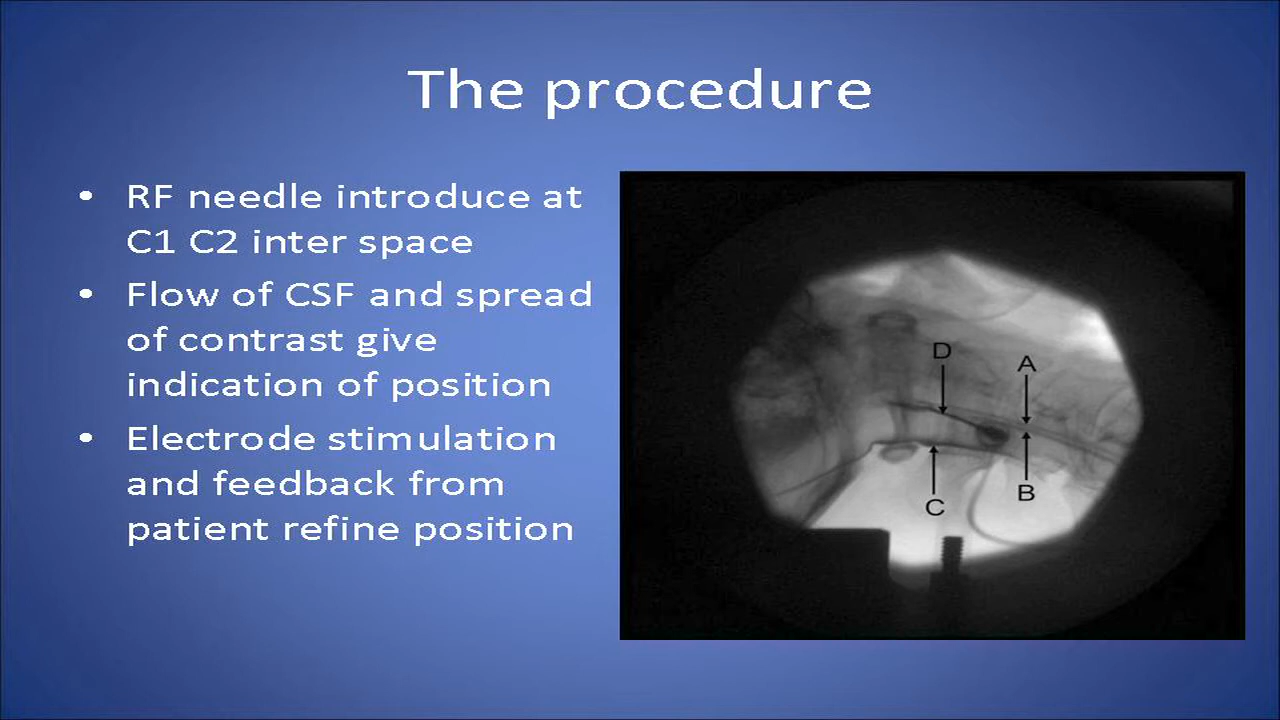 The procedure
• RF needle introduce at
C1 C2 inter space
• Flow of CSF and spread
of contrast give
indication of position
• Electrode stimulation
and feedback from
patient refine position
D
A
C
B